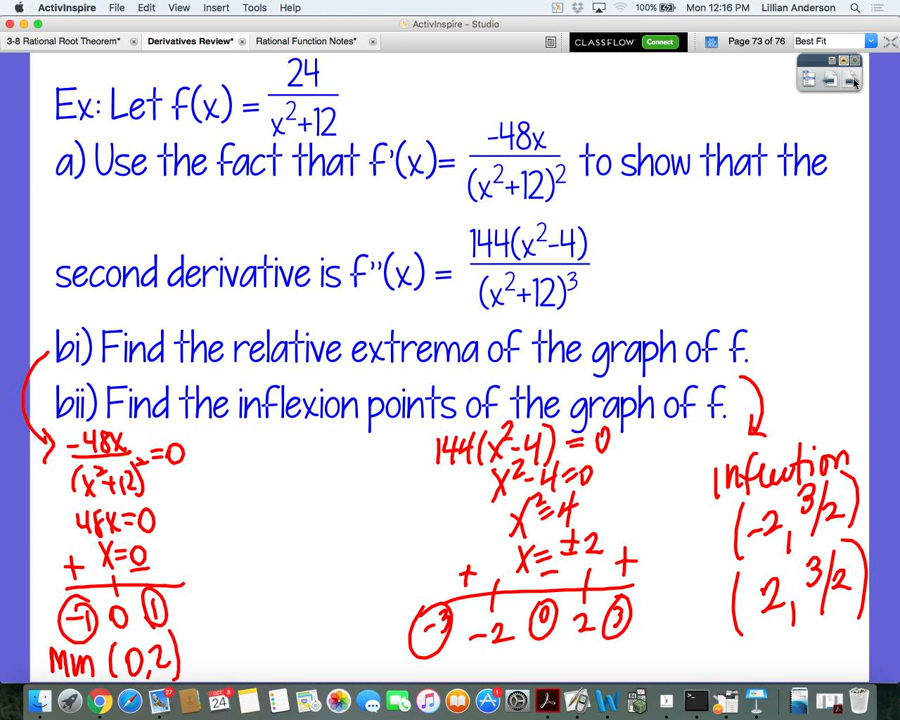 ActivInspire File Edit View Insert Tools Help 100% Mon 12:16 PM Lillian Anderson
ActivInspire - Studio
3-8 Rational Root Theorem* Derivatives Review* Rational Function Notes* CLASSFLOW Connect Page 73 of 76 Best Fit
Ex: Let f(x) = 24/(x²+12)
a) Use the fact that f'(x)= -48x/(x²+12)² to show that the
second derivative is f''(x) = 144(x²-4)/(x²+12)³
bi) Find the relative extrema of the graph of f.
bii) Find the inflexion points of the graph of f.
-48x/(x²+12)² = 0
48x=0
x=0
+
-1 0 1
Min (0,2)
144(x²-4) = 0
x²-4=0
x²=4
x=±2
+ +
-3 -2 0 2 3
Inflection
(-2, 3/2)
(2, 3/2)